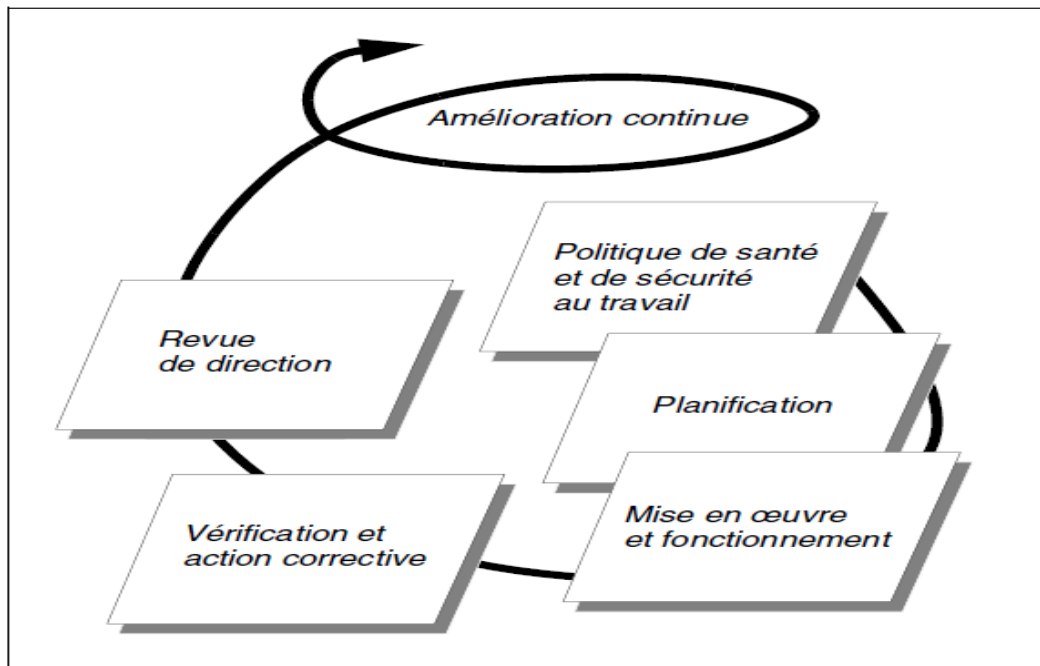 Amélioration continue
Politique de santé
et de sécurité
au travail
Planification
Mise en œuvre
et fonctionnement
Vérification et
action corrective
Revue
de direction